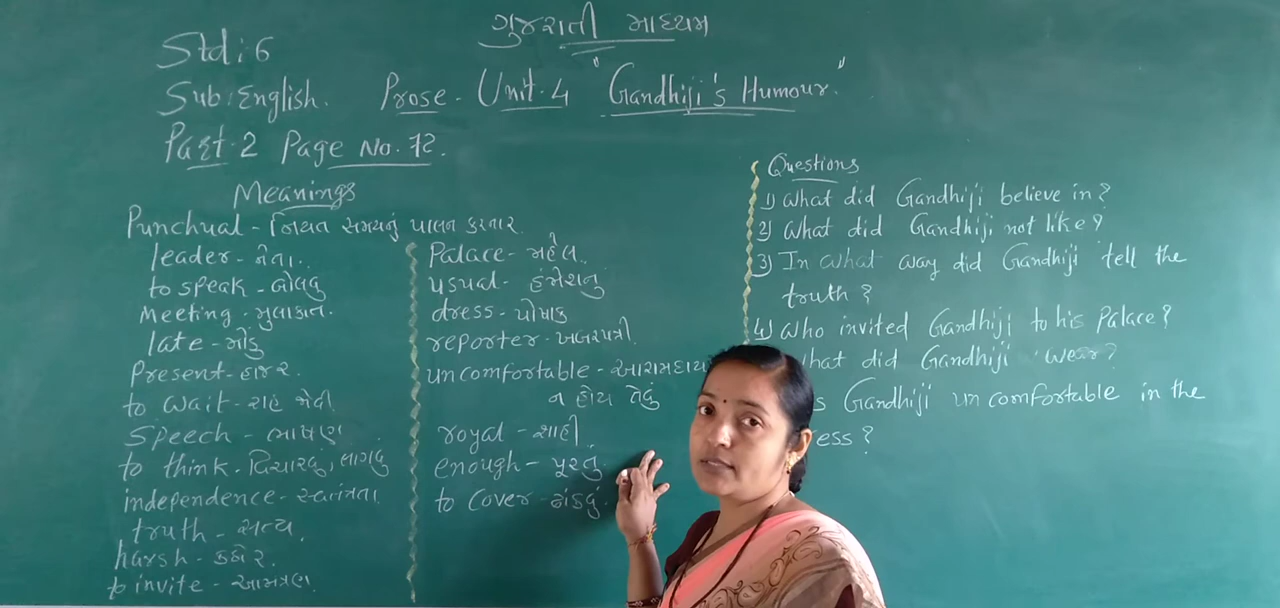 ગુજરાતી માધ્યમ
Std: 6
Sub: English. Prose - Unit. 4 "Gandhiji's Humour."
Part. 2 Page No. 72.
Meanings
Punchual - નિયત સમયનું પાલન કરનાર.
leader - નેતા.
to speak - બોલવું
Meeting - મુલાકાત.
late - મોડું
Present - હાજર.
to wait - રાહ જોવી
speech - ભાષણ
to think - વિચારવું, લાગવું
independence - સ્વતંત્રતા
truth - સત્ય.
harsh - કઠોર.
to invite - આમંત્રણ
Palace - મહેલ.
usual - હંમેશનું
dress - પોષાક
reporter - ખબરપત્રી
uncomfortable - આરામદાય
ન હોય તેવું
royal - શાહી
enough - પૂરતું
to cover - ઢાંકવું.
Questions
1) What did Gandhiji believe in?
2) What did Gandhiji not like?
3) In what way did Gandhiji tell the
truth?
4) Who invited Gandhiji to his Palace?
hat did Gandhiji wear?
s Gandhiji uncomfortable in the
ess?